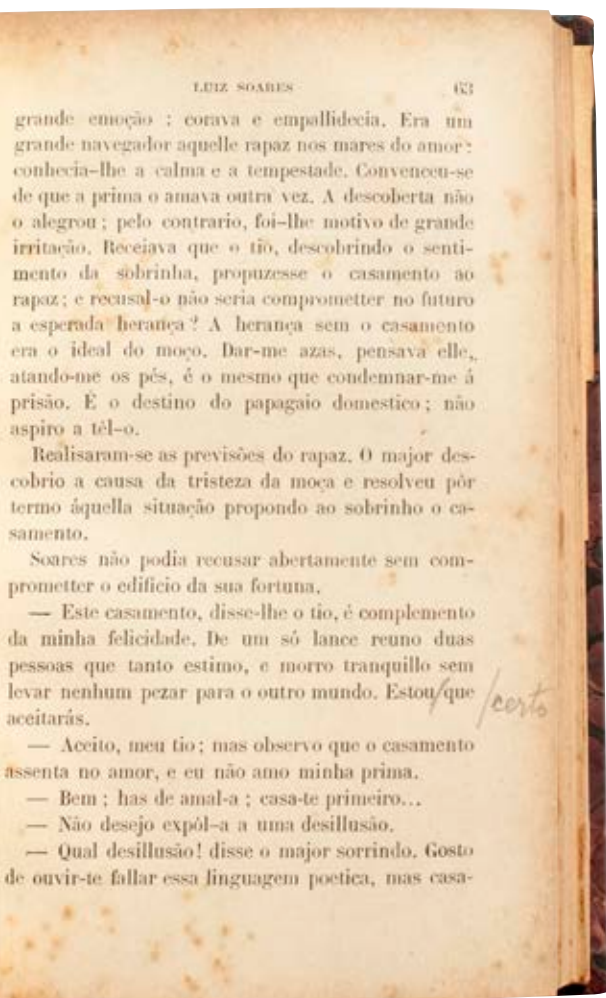 LUIZ SOARES 63
grande emoção ; corava e empallidecia. Era um
grande navegador aquelle rapaz nos mares do amor :
conhecia-lhe a calma e a tempestade. Convenceu-se
de que a prima o amava outra vez. A descoberta não
o alegrou ; pelo contrario, foi-lhe motivo de grande
irritação. Receiava que o tio, descobrindo o senti-
mento da sobrinha, propuzesse o casamento ao
rapaz ; e recusal-o não seria comprometter no futuro
a esperada herança ? A herança sem o casamento
era o ideal do moço. Dar-me azas, pensava elle,
atando-me os pés, é o mesmo que condemnar-me á
prisão. É o destino do papagaio domestico ; não
aspiro a têl-o.
Realisaram-se as previsões do rapaz. O major des-
cobrio a causa da tristeza da moça e resolveu pôr
termo áquella situação propondo ao sobrinho o ca-
samento.
Soares não podia recusar abertamente sem com-
prometter o edificio da sua fortuna.
— Este casamento, disse-lhe o tio, é complemento
da minha felicidade. De um só lance reuno duas
pessoas que tanto estimo, e morro tranquillo sem
levar nenhum pezar para o outro mundo. Estou/que /certo
aceitarás.
— Aceito, meu tio ; mas observo que o casamento
assenta no amor, e eu não amo minha prima.
— Bem ; has de amal-a ; casa-te primeiro...
— Não desejo expôl-a a uma desillusão.
— Qual desillusão! disse o major sorrindo. Gosto
de ouvir-te fallar essa linguagem poetica, mas casa-